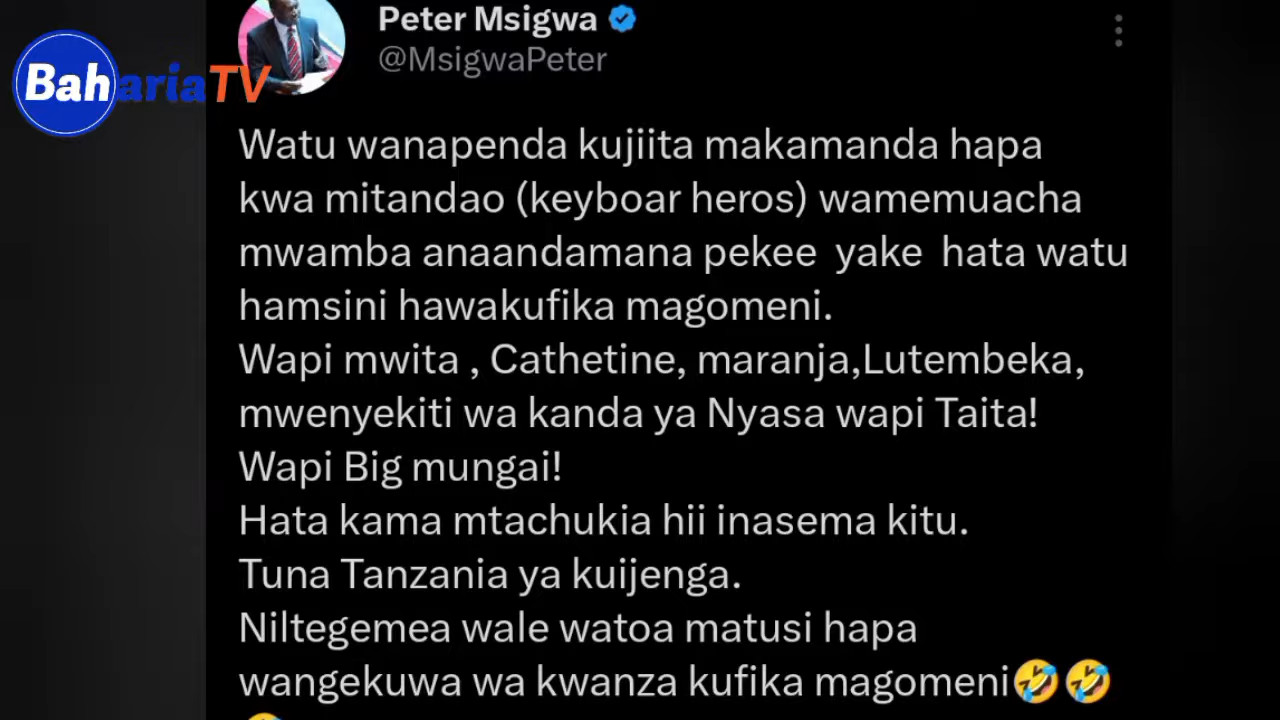 Peter Msigwa
@MsigwaPeter
BahariaTV
Watu wanapenda kujiita makamanda hapa
kwa mitandao (keyboar heros) wamemuacha
mwamba anaandamana pekee  yake  hata watu
hamsini hawakufika magomeni.
Wapi mwita , Cathetine, maranja,Lutembeka,
mwenyekiti wa kanda ya Nyasa wapi Taita!
Wapi Big mungai!
Hata kama mtachukia hii inasema kitu.
Tuna Tanzania ya kuijenga.
Niltegemea wale watoa matusi hapa
wangekuwa wa kwanza kufika magomeni🤣🤣